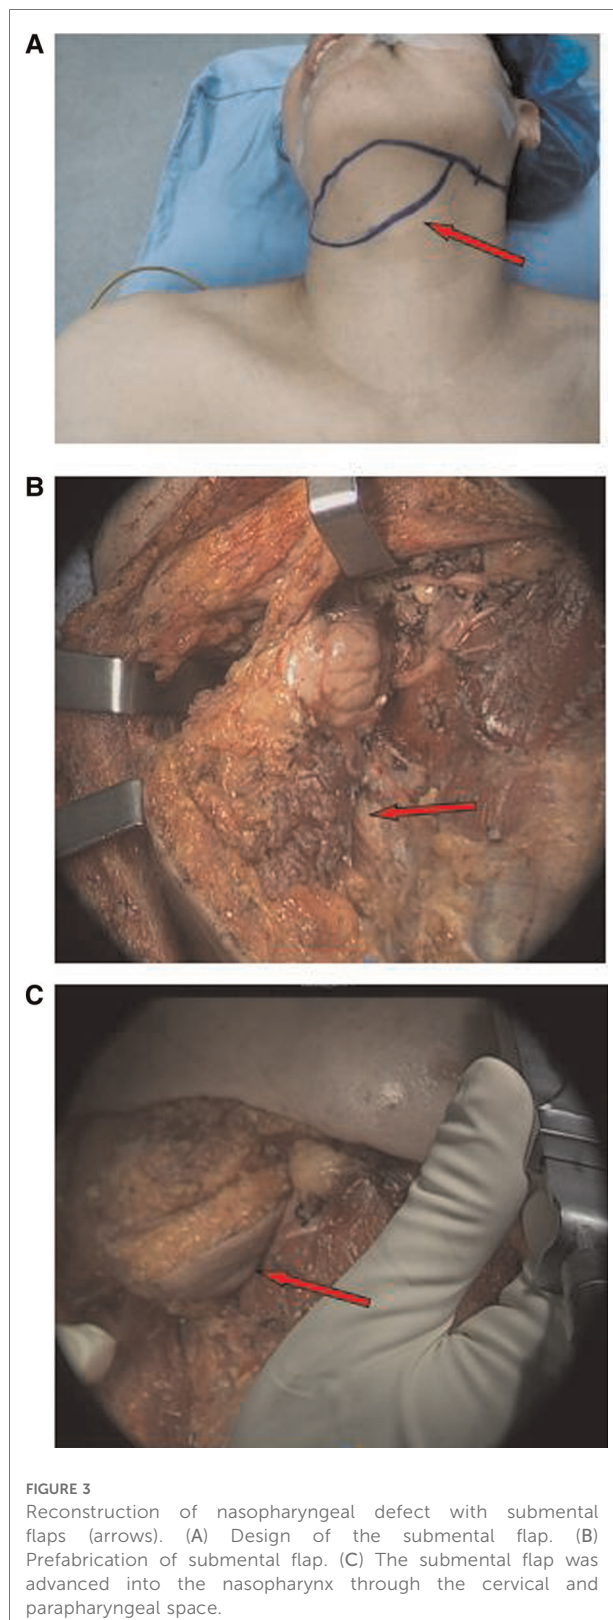 A
B
C
FIGURE 3
Reconstruction of nasopharyngeal defect with submental
flaps (arrows). (A) Design of the submental flap. (B)
Prefabrication of submental flap. (C) The submental flap was
advanced into the nasopharynx through the cervical and
parapharyngeal space.